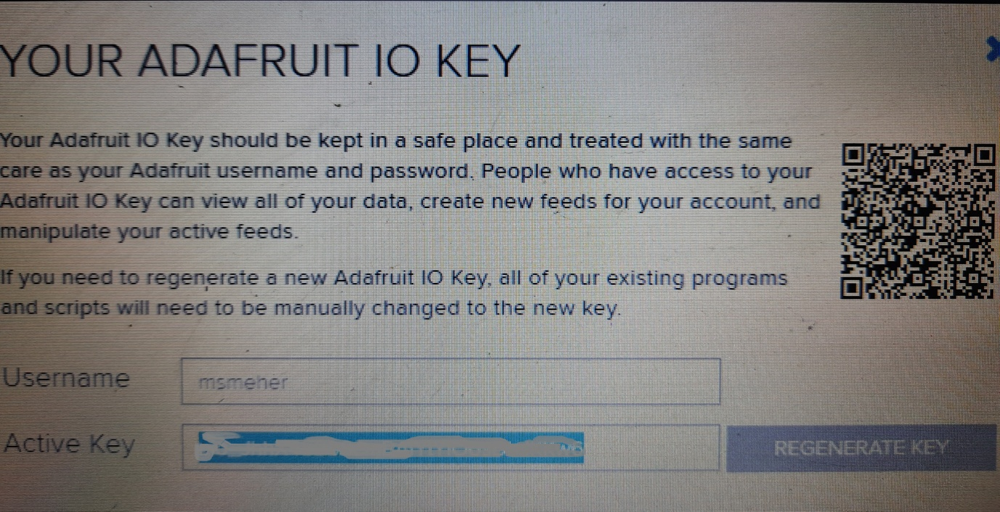 YOUR ADAFRUIT IO KEY
Your Adafruit IO Key should be kept in a safe place and treated with the same
care as your Adafruit username and password. People who have access to your
Adafruit IO Key can view all of your data, create new feeds for your account, and
manipulate your active feeds.
If you need to regenerate a new Adafruit IO Key, all of your existing programs
and scripts will need to be manually changed to the new key.
Username
msmeher
Active Key
REGENERATE KEY